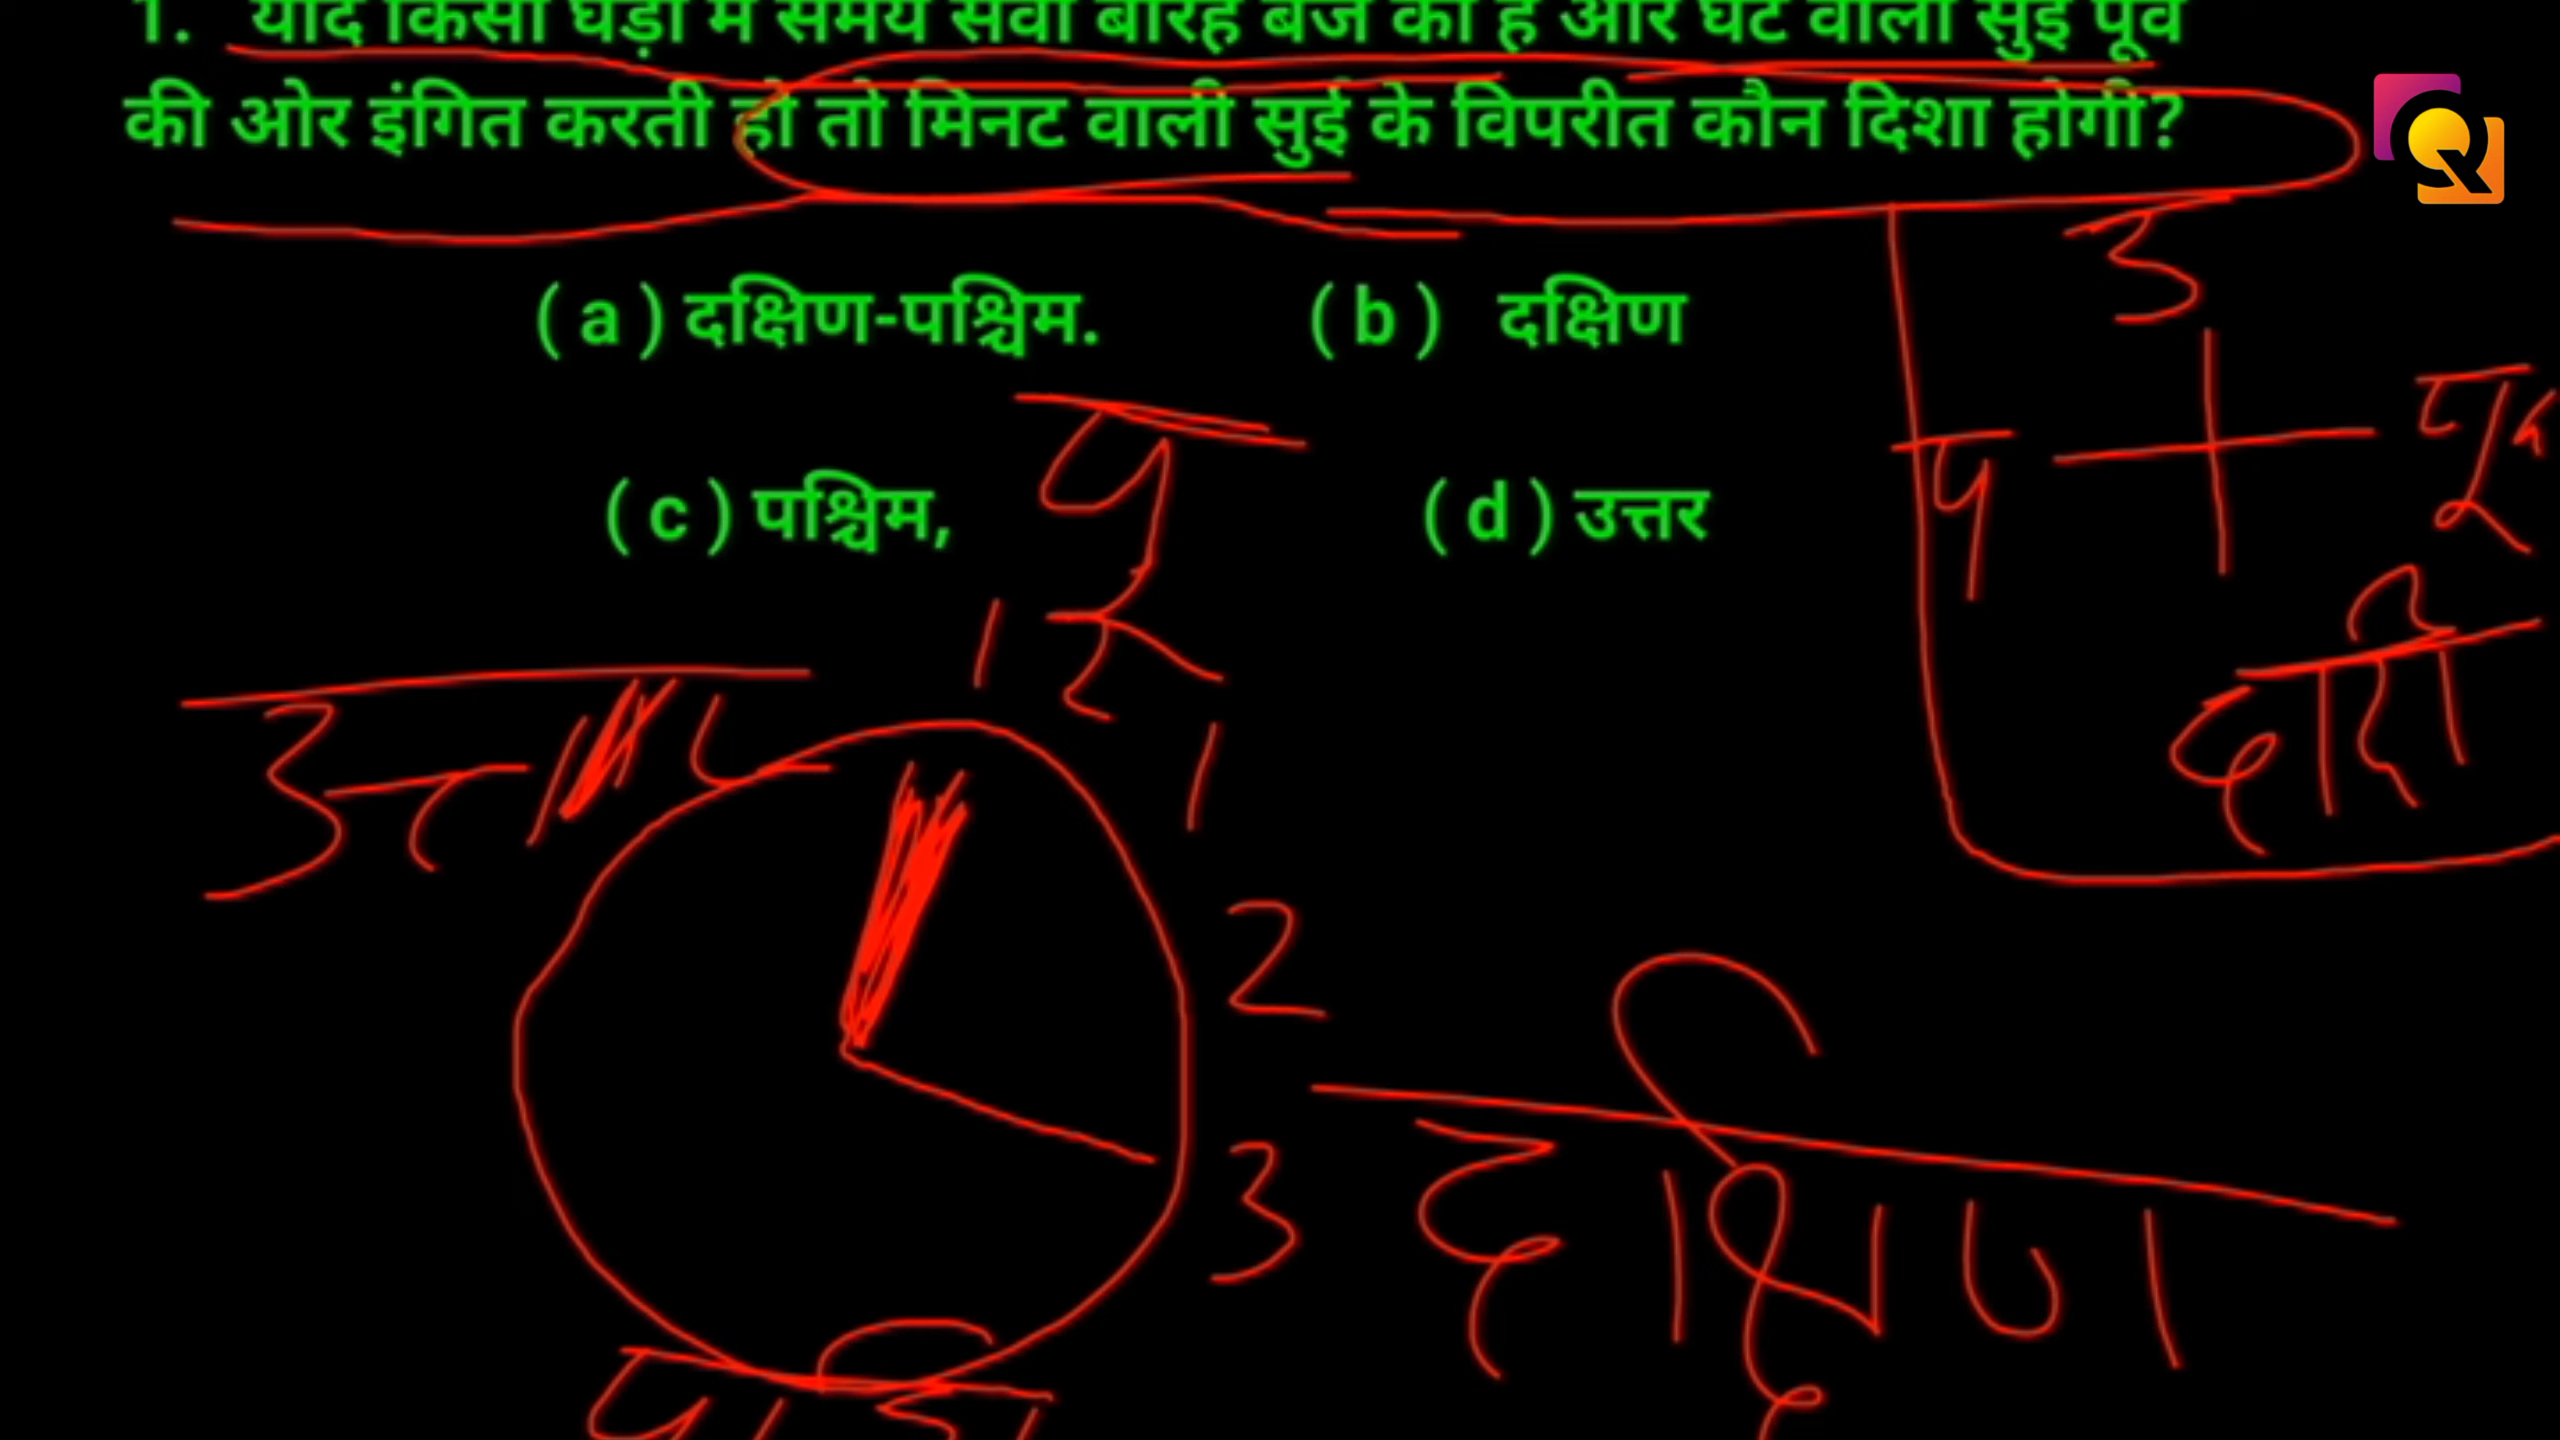 1. यदि किसी घड़ी में समय सवा बारह बजे का है और घंटे वाली सुई पूर्व
की ओर इंगित करती हो तो मिनट वाली सुई के विपरीत कौन दिशा होगी?
( a ) दक्षिण-पश्चिम. ( b ) दक्षिण
( c ) पश्चिम, ( d ) उत्तर
उ
प पू
पू
1
उत्तर
1
2
3 दक्षिण